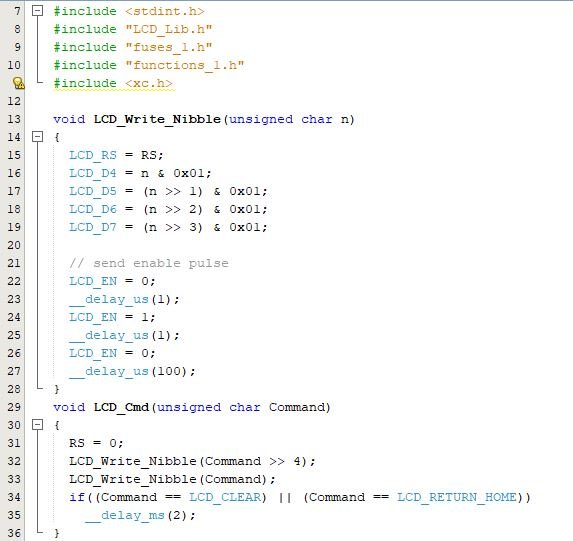 7 #include <stdint.h>
8 #include "LCD_Lib.h"
9 #include "fuses_1.h"
10 #include "functions_1.h"
#include <xc.h>
12
13 void LCD_Write_Nibble(unsigned char n)
14 {
15 LCD_RS = RS;
16 LCD_D4 = n & 0x01;
17 LCD_D5 = (n >> 1) & 0x01;
18 LCD_D6 = (n >> 2) & 0x01;
19 LCD_D7 = (n >> 3) & 0x01;
20
21 // send enable pulse
22 LCD_EN = 0;
23 __delay_us(1);
24 LCD_EN = 1;
25 __delay_us(1);
26 LCD_EN = 0;
27 __delay_us(100);
28 }
29 void LCD_Cmd(unsigned char Command)
30 {
31 RS = 0;
32 LCD_Write_Nibble(Command >> 4);
33 LCD_Write_Nibble(Command);
34 if((Command == LCD_CLEAR) || (Command == LCD_RETURN_HOME))
35 __delay_ms(2);
36 }